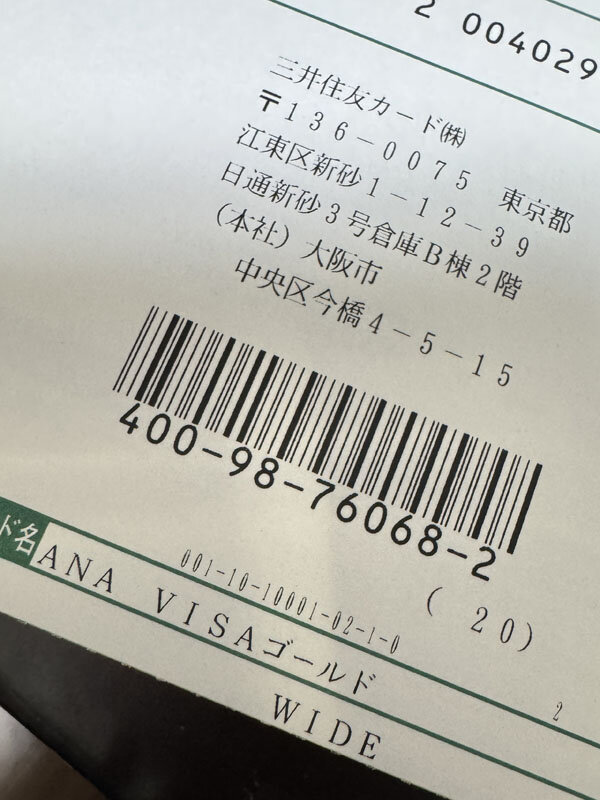 2 004029
三井住友カード㈱
〒136-0075 東京都
江東区新砂1-12-39
日通新砂3号倉庫B棟2階
(本社) 大阪市
中央区今橋4-5-15
400-98-76068-2
(20)
001-10-10001-02-1-0
2
ド名
ANA VISAゴールド
WIDE